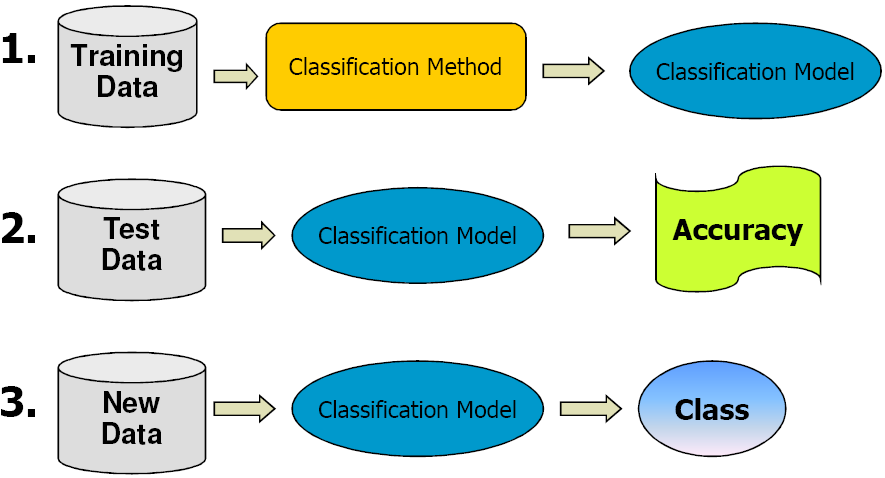 1.
Training
Data
Classification Method
Classification Model
2.
Test
Data
Classification Model
Accuracy
3.
New
Data
Classification Model
Class